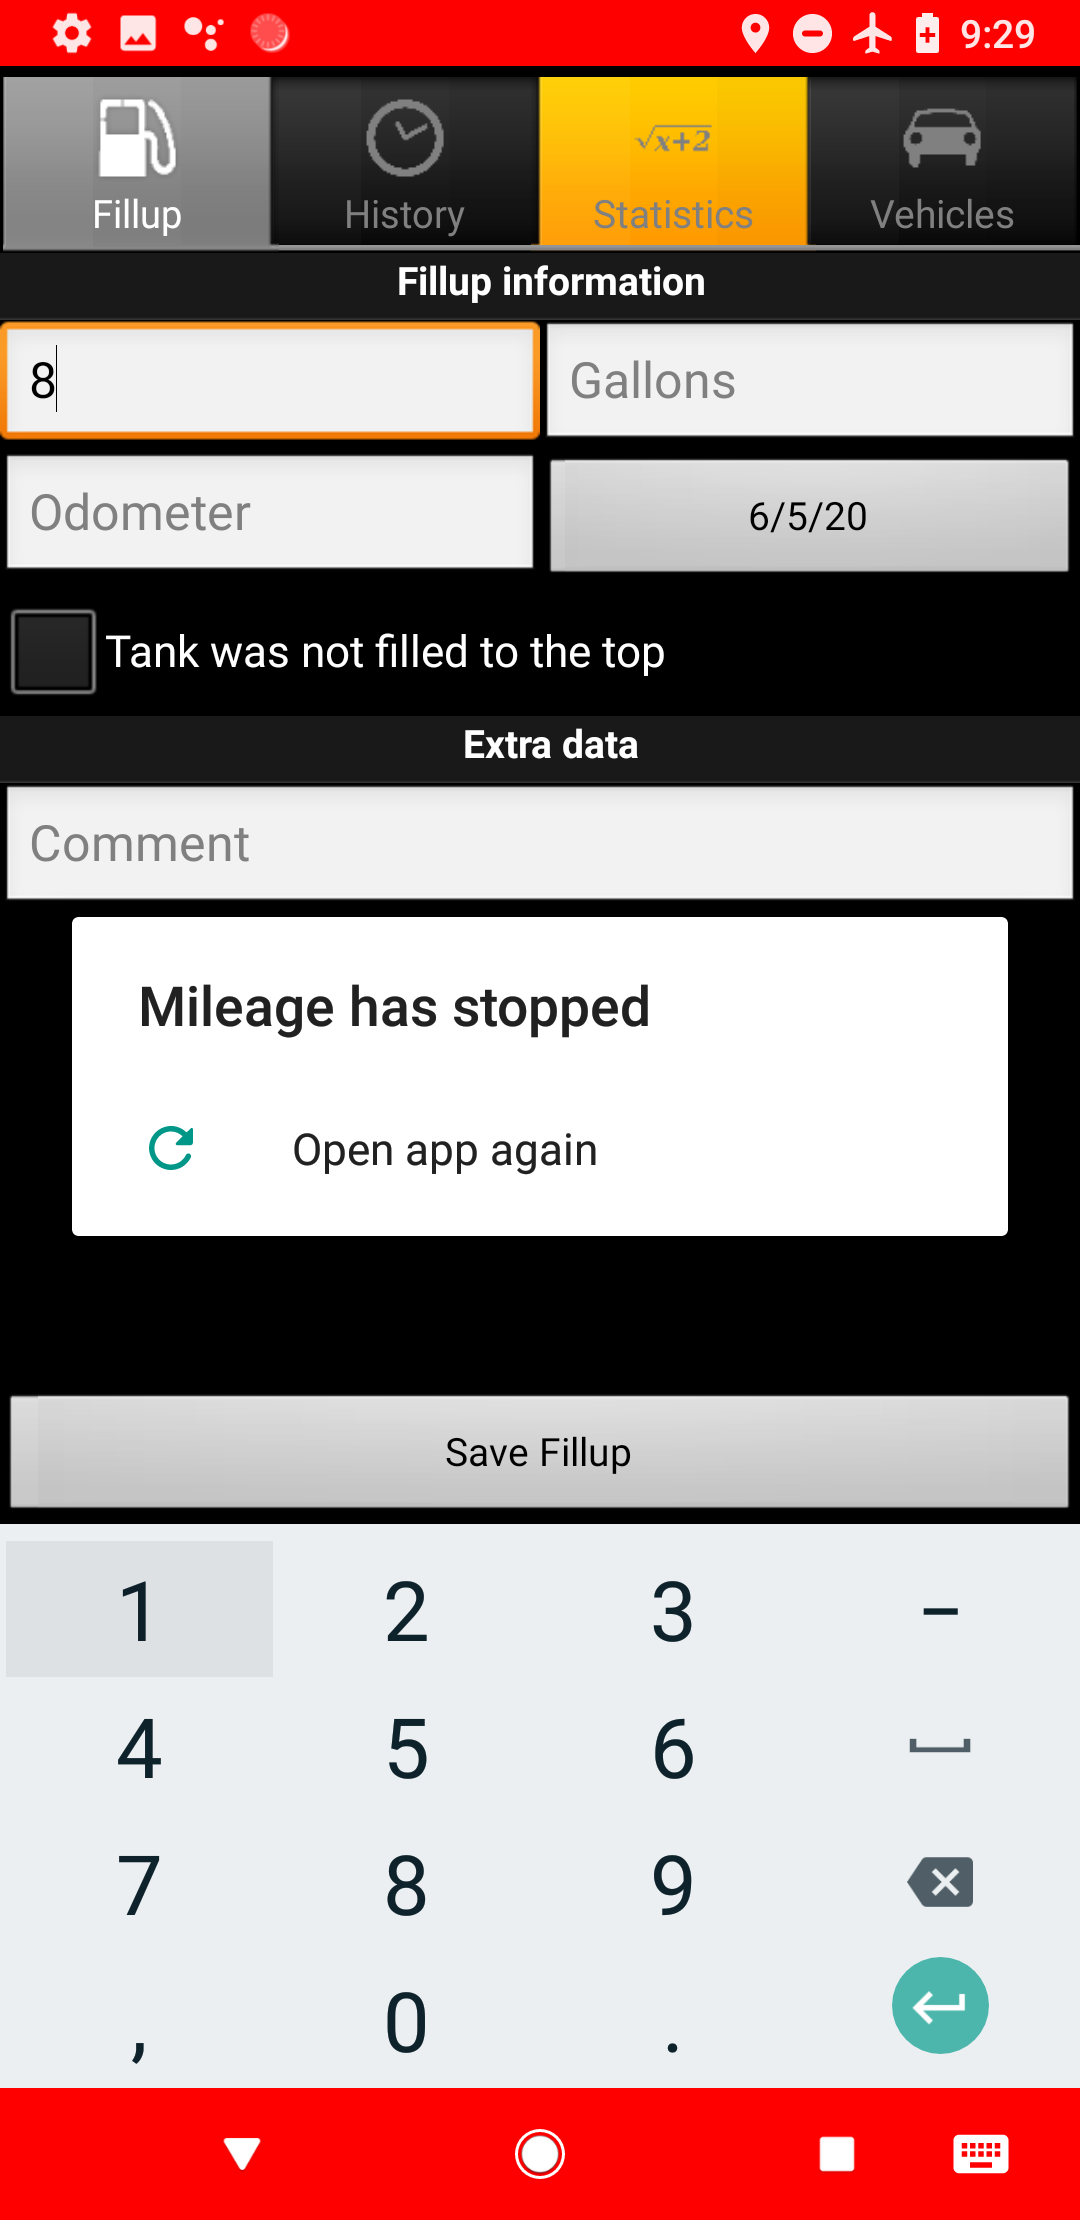 9:29
√x+2
Fillup
History
Statistics
Vehicles
Fillup information
8
Gallons
Odometer
6/5/20
Tank was not filled to the top
Extra data
Comment
Mileage has stopped
Open app again
Save Fillup
1 2 3 –
4 5 6
7 8 9
, 0 .